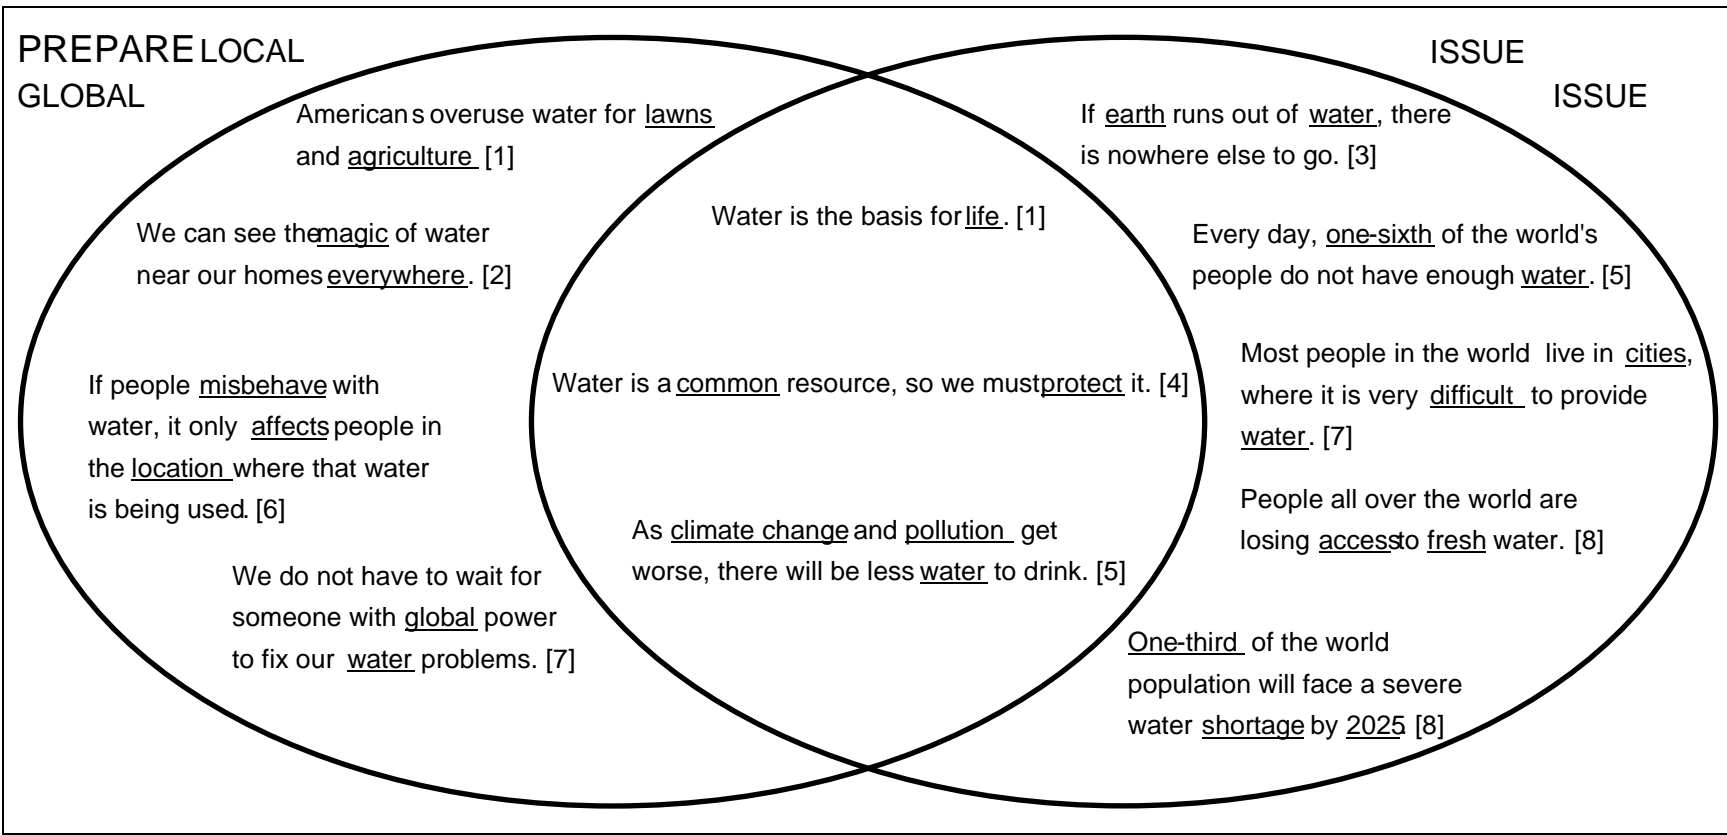 PREPARE LOCAL
GLOBAL
ISSUE
ISSUE
Americans overuse water for lawns
and agriculture [1]
We can see the magic of water
near our homes everywhere. [2]
If people misbehave with
water, it only affects people in
the location where that water
is being used. [6]
We do not have to wait for
someone with global power
to fix our water problems. [7]
Water is the basis for life. [1]
Water is a common resource, so we must protect it. [4]
As climate change and pollution get
worse, there will be less water to drink. [5]
If earth runs out of water, there
is nowhere else to go. [3]
Every day, one-sixth of the world's
people do not have enough water. [5]
Most people in the world live in cities,
where it is very difficult to provide
water. [7]
People all over the world are
losing access to fresh water. [8]
One-third of the world
population will face a severe
water shortage by 2025. [8]